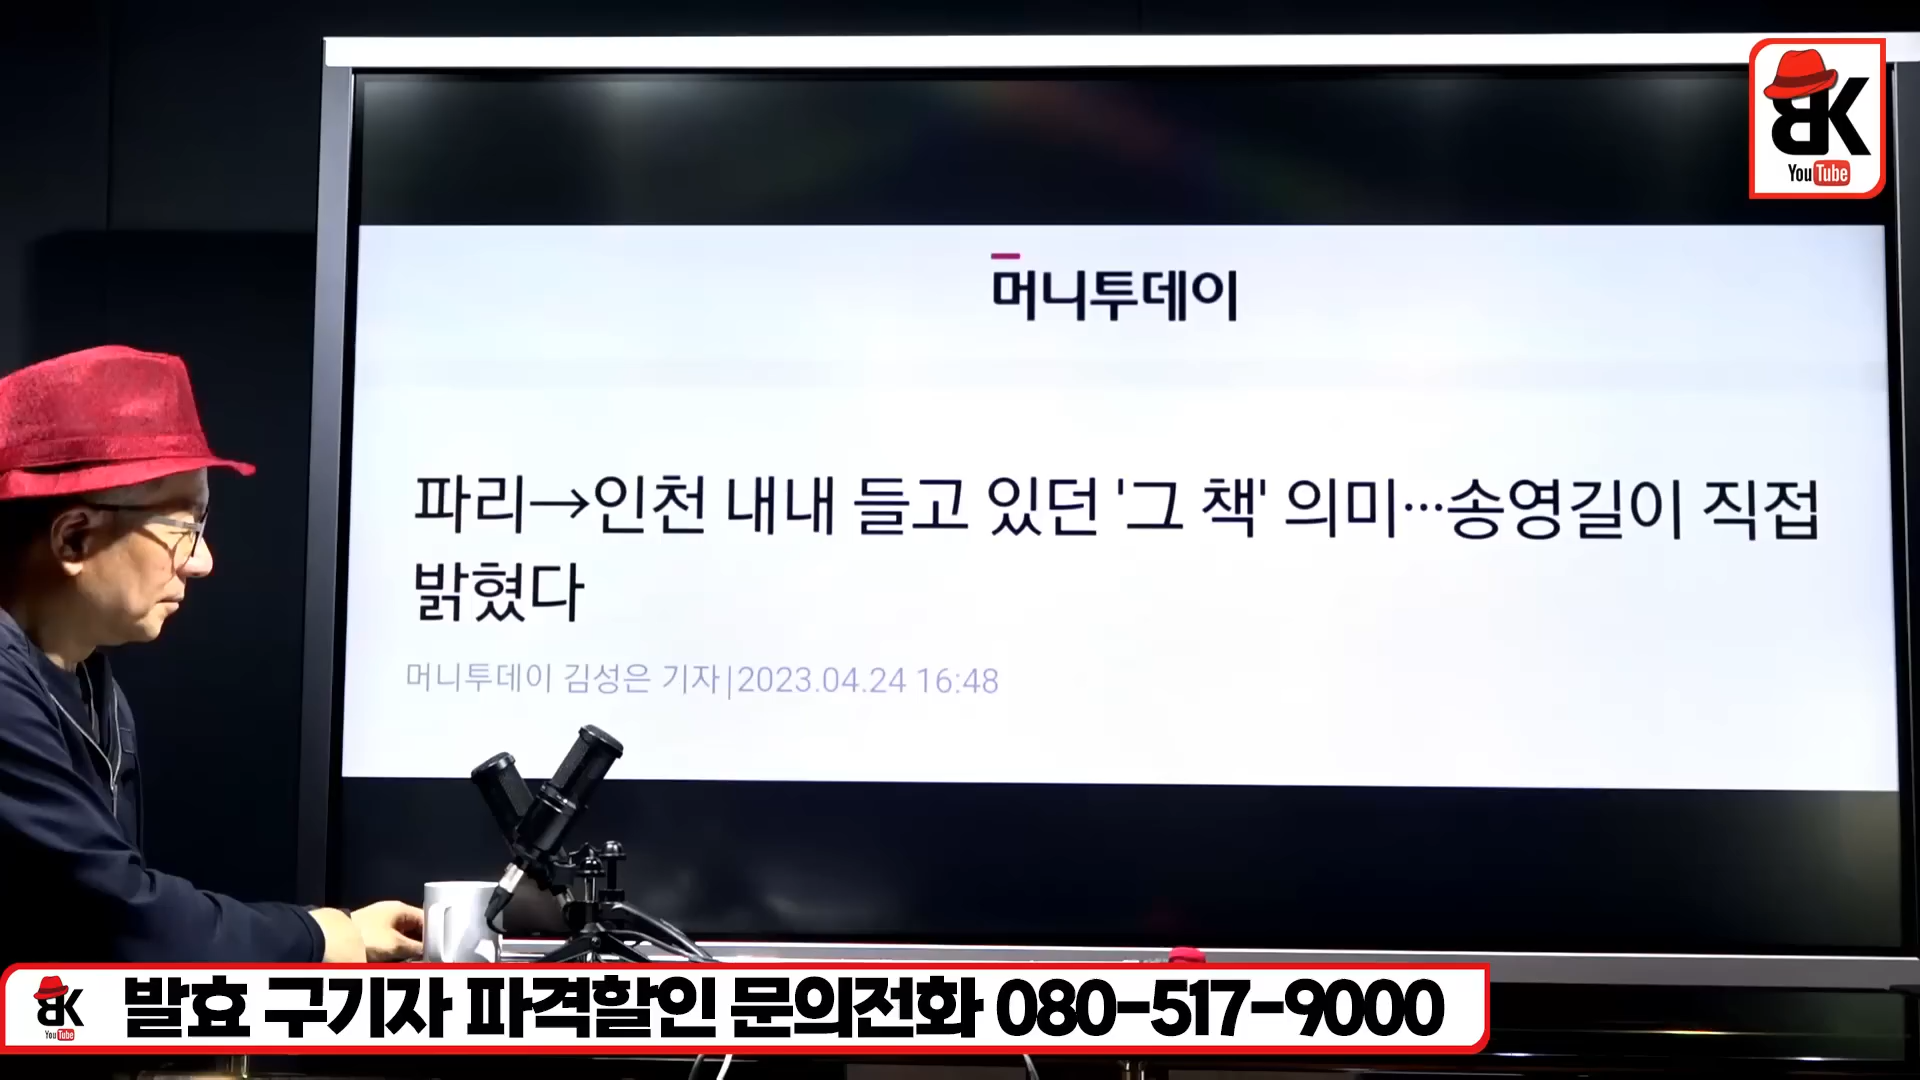 BK
YouTube
머니투데이
파리→인천 내내 들고 있던 '그 책' 의미…송영길이 직접
밝혔다
머니투데이 김성은 기자|2023.04.24 16:48
BK
YouTube
발효 구기자 파격할인 문의전화 080-517-9000